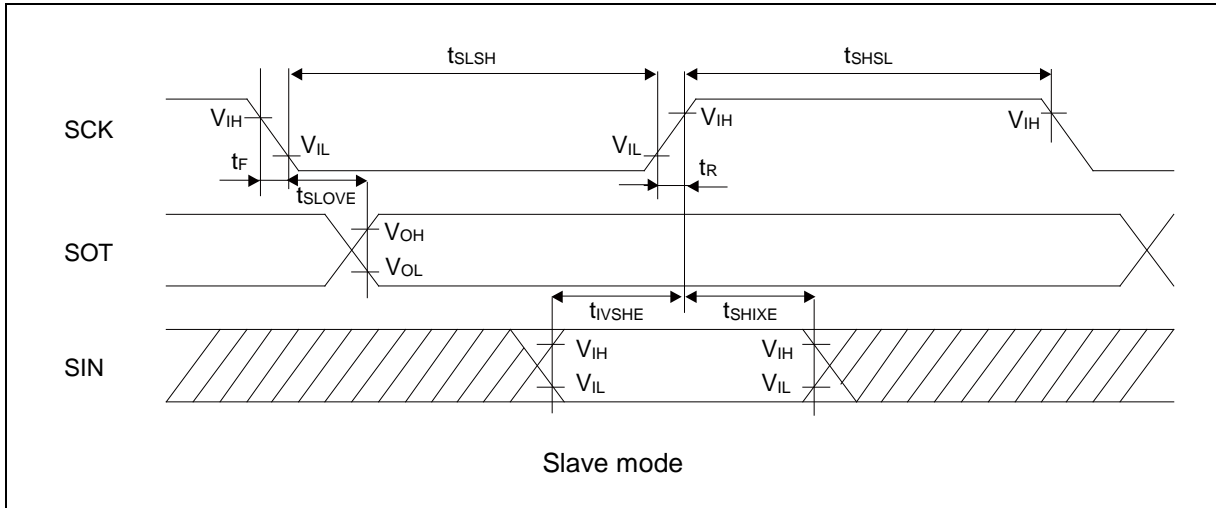 tSLSH
tSHSL
SCK
VIH
VIL
VIL
VIH
VIH
tF
tSLOVE
tR
SOT
VOH
VOL
tIVSHE
tSHIXE
SIN
VIH
VIL
VIH
VIL
Slave mode